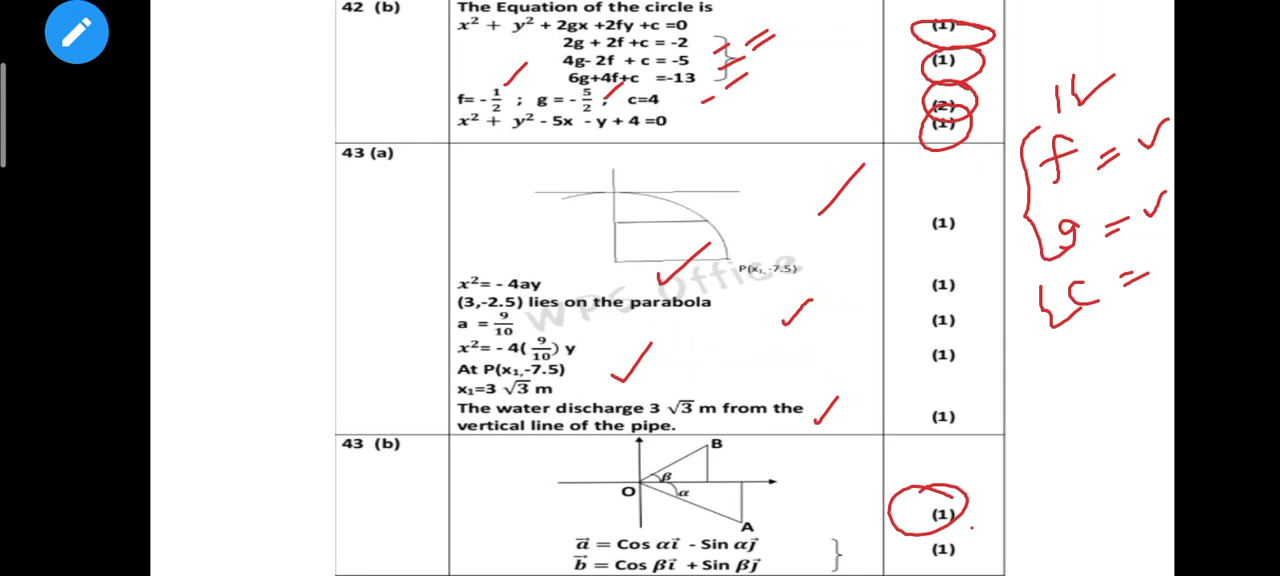 42 (b)
The Equation of the circle is
x² + y² + 2gx +2fy +c =0
(1)
2g + 2f +c = -2
4g- 2f + c = -5
(1)
6g+4f+c =-13
f= - 1/2 ; g = - 5/2 ; c=4
(2)
x² + y² - 5x - y + 4 =0
(1)
f =
g =
c =
43 (a)
(1)
P(x₁, -7.5)
x²= - 4ay
(1)
(3,-2.5) lies on the parabola
a = 9/10
(1)
x²= - 4( 9/10 ) y
(1)
At P(x₁,-7.5)
x₁=3 √3 m
The water discharge 3 √3 m from the
vertical line of the pipe.
(1)
WPS Office
43 (b)
B
β
O
α
A
(1)
a⃗ = Cos αi⃗ - Sin αj⃗
(1)
b⃗ = Cos βi⃗ + Sin βj⃗